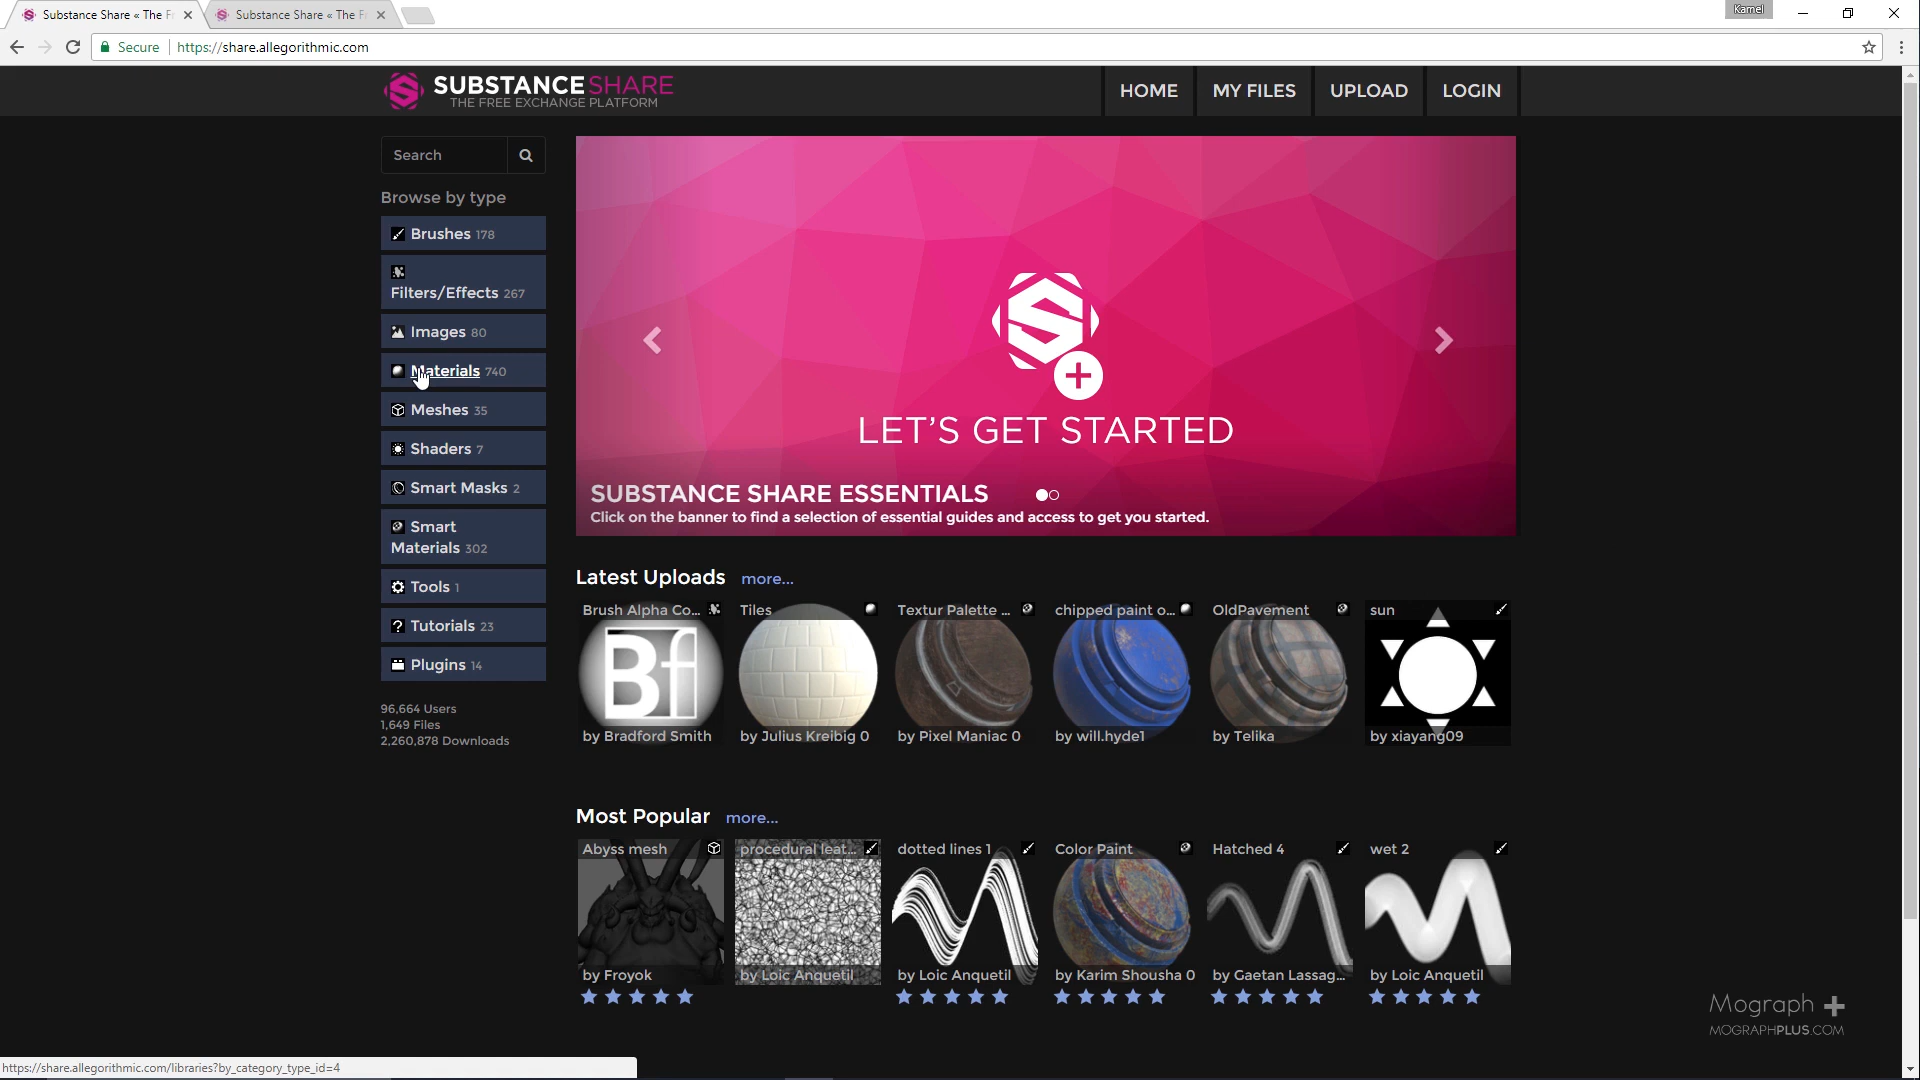 Substance Share « The F
Substance Share « The F
Kamel
Secure
https://share.allegorithmic.com
SUBSTANCE SHARE
THE FREE EXCHANGE PLATFORM
HOME
MY FILES
UPLOAD
LOGIN
Search
Browse by type
Brushes 178
Filters/Effects 267
Images 80
Materials 740
Meshes 35
Shaders 7
Smart Masks 2
Smart
Materials 302
Tools 1
Tutorials 23
Plugins 14
96,664 Users
1,649 Files
2,260,878 Downloads
LET'S GET STARTED
SUBSTANCE SHARE ESSENTIALS
Click on the banner to find a selection of essential guides and access to get you started.
Latest Uploads more...
Brush Alpha Co...
Bf
by Bradford Smith
Tiles
by Julius Kreibig 0
Textur Palette ...
by Pixel Maniac 0
chipped paint o...
by will.hyde1
OldPavement
by Telika
sun
by xiayang09
Most Popular more...
Abyss mesh
by Froyok
procedural leat...
by Loic Anquetil
dotted lines 1
by Loic Anquetil
Color Paint
by Karim Shousha 0
Hatched 4
by Gaetan Lassag...
wet 2
by Loic Anquetil
Mograph +
MOGRAPHPLUS.COM
https://share.allegorithmic.com/libraries?by_category_type_id=4